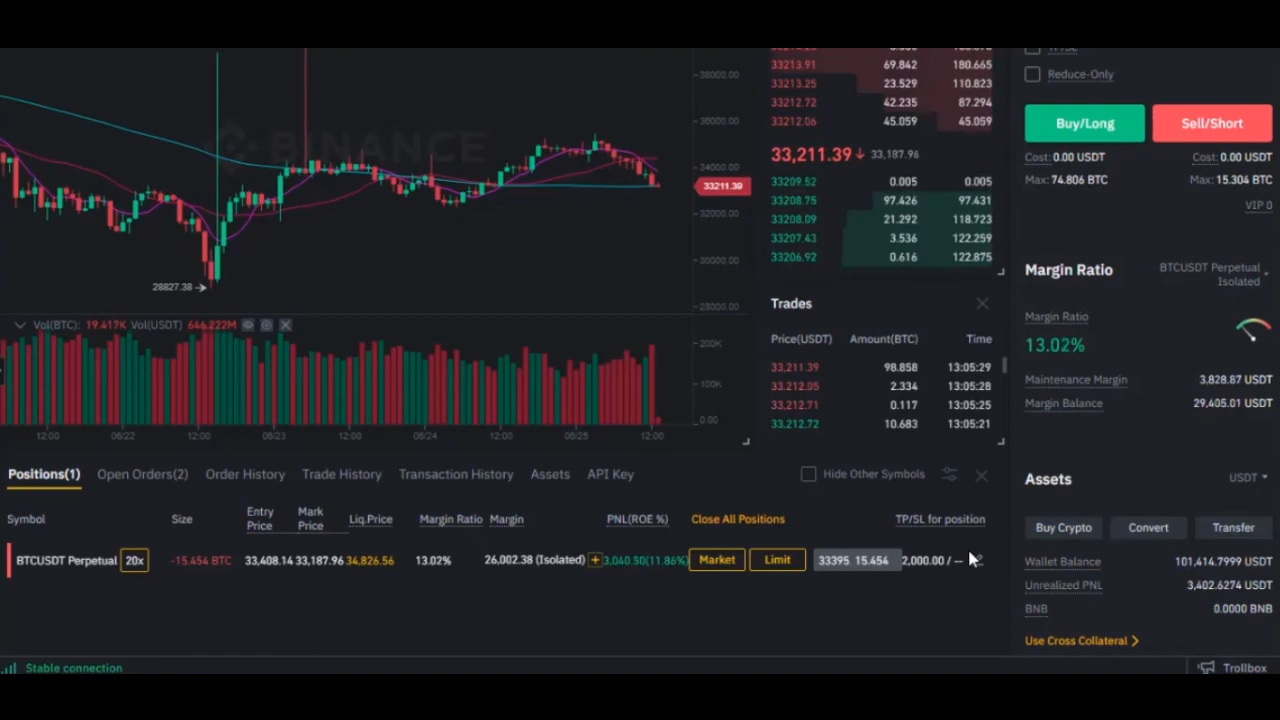 38000.00
36000.00
34000.00
33211.39
32000.00
30000.00
28000.00
BINANCE
28827.38
Vol(BTC): 19.417K Vol(USDT) 646.222M
200K
100K
0.00
12:00 06/22 12:00 06/23 12:00 06/24 12:00 06/25 12:00
33213.91 69.842 180.665
33213.25 23.529 110.823
33212.72 42.235 87.294
33212.06 45.059 45.059
33,211.39 33,187.96
33209.52 0.005 0.005
33208.75 97.426 97.431
33208.09 21.292 118.723
33207.43 3.536 122.259
33206.92 0.616 122.875
Trades
Price(USDT) Amount(BTC) Time
33,211.39 98.858 13:05:29
33,212.05 2.334 13:05:28
33,212.71 0.117 13:05:25
33,212.72 10.683 13:05:21
TP/SL
Reduce-Only
Buy/Long Sell/Short
Cost: 0.00 USDT Cost: 0.00 USDT
Max: 74.806 BTC Max: 15.304 BTC
VIP 0
Margin Ratio BTCUSDT Perpetual
Isolated
Margin Ratio
13.02%
Maintenance Margin 3,828.87 USDT
Margin Balance 29,405.01 USDT
Assets USDT
Buy Crypto Convert Transfer
Wallet Balance 101,414.7999 USDT
Unrealized PNL 3,402.6274 USDT
BNB 0.0000 BNB
Use Cross Collateral
Positions(1) Open Orders(2) Order History Trade History Transaction History Assets API Key Hide Other Symbols
Symbol Size Entry Price Mark Price Liq.Price Margin Ratio Margin PNL(ROE %) Close All Positions TP/SL for position
BTCUSDT Perpetual 20x -15.454 BTC 33,408.14 33,187.96 34,826.56 13.02% 26,002.38 (Isolated) 3,040.50(11.86%) Market Limit 33395 15.454 2,000.00 / --
Stable connection Trollbox